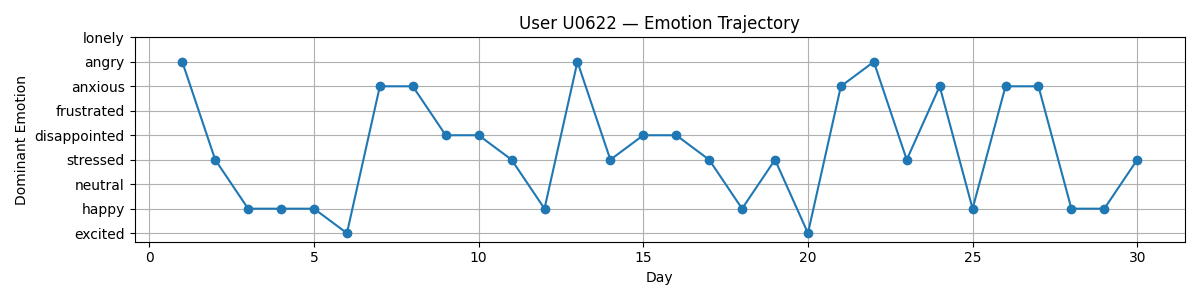 User U0622 — Emotion Trajectory
Dominant Emotion
lonely
angry
anxious
frustrated
disappointed
stressed
neutral
happy
excited
0 5 10 15 20 25 30
Day